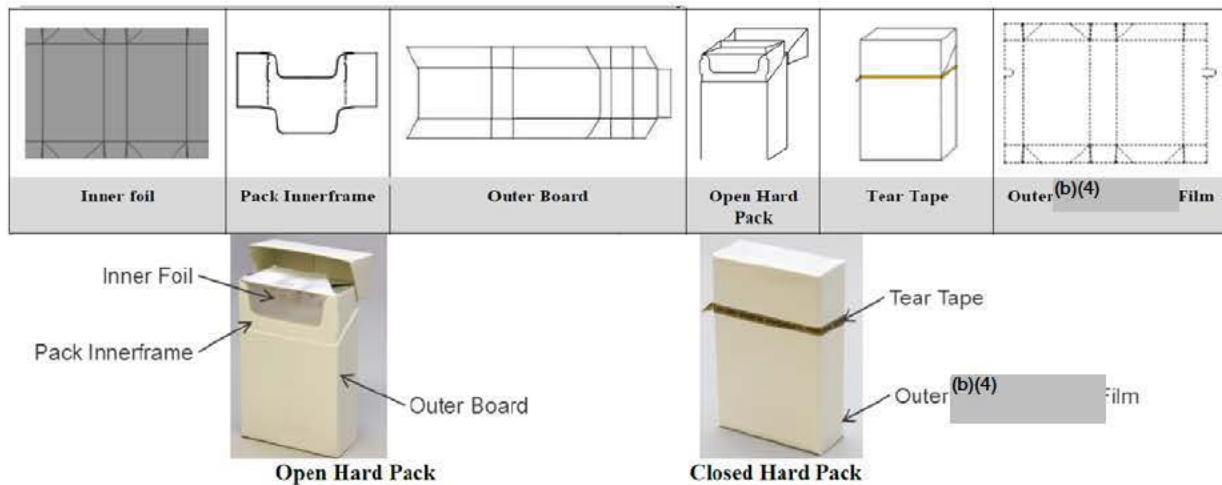 Inner foil
Pack Innerframe
Outer Board
Open Hard
Pack
Tear Tape
Outer (b)(4) Film
Inner Foil
Pack Innerframe
Outer Board
Open Hard Pack
Tear Tape
Outer (b)(4) Film
Closed Hard Pack